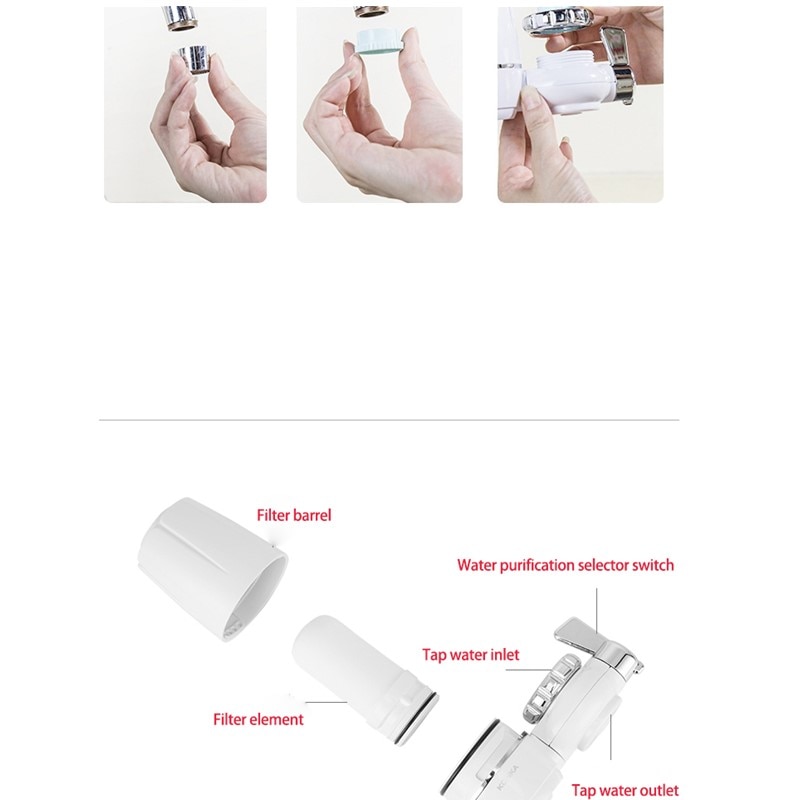 Filter barrel
Water purification selector switch
Tap water inlet
Filter element
Tap water outlet